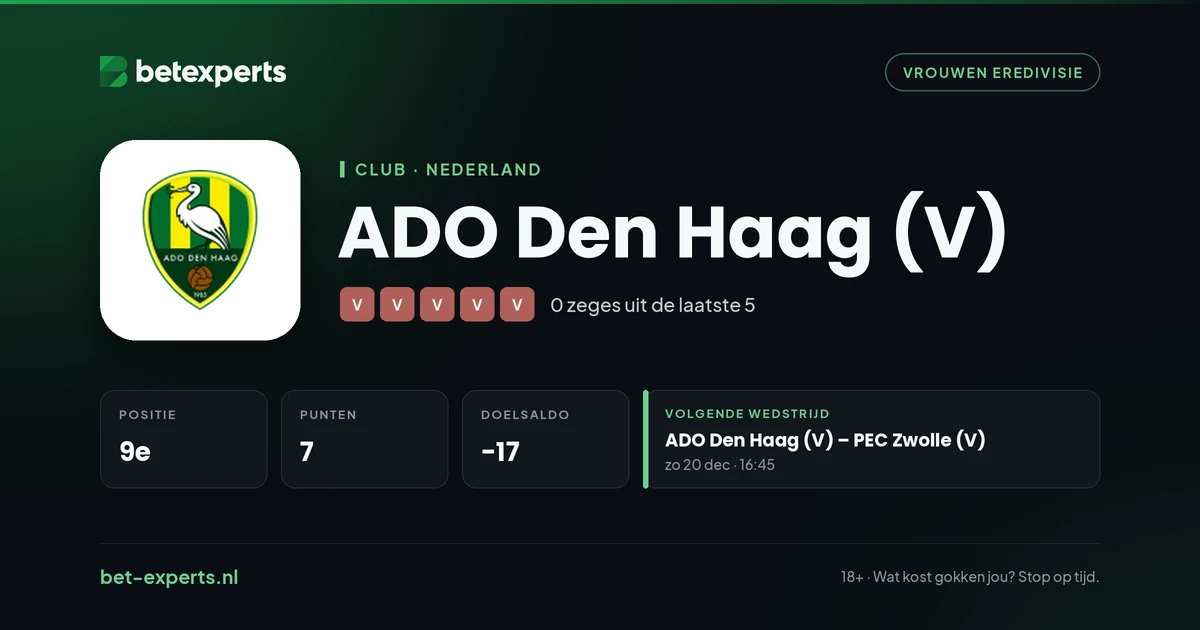 betexperts
VROUWEN EREDIVISIE
ADO DEN HAAG
1985
CLUB · NEDERLAND
ADO Den Haag (V)
V V V V V 0 zeges uit de laatste 5
POSITIE
9e
PUNTEN
7
DOELSALDO
-17
VOLGENDE WEDSTRIJD
ADO Den Haag (V) – PEC Zwolle (V)
zo 20 dec · 16:45
bet-experts.nl
18+ · Wat kost gokken jou? Stop op tijd.